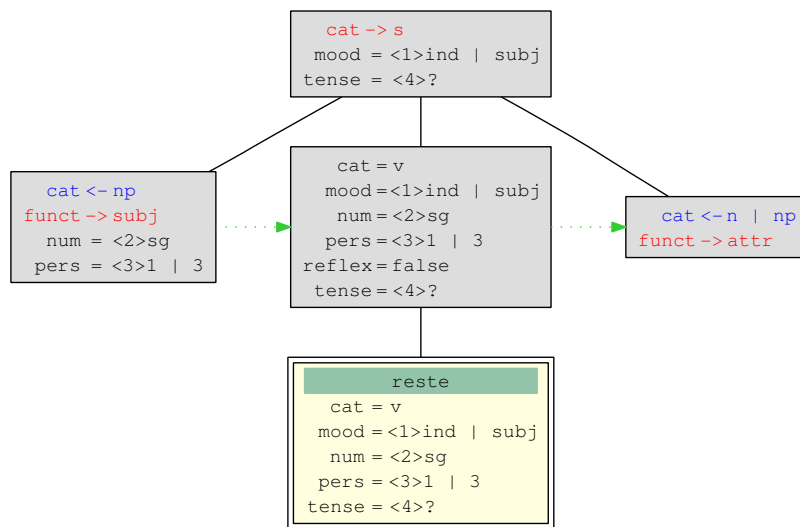 cat -> s
mood = <1>ind | subj
tense = <4>?
cat <- np
funct -> subj
num = <2>sg
pers = <3>1 | 3
cat = v
mood = <1>ind | subj
num = <2>sg
pers = <3>1 | 3
reflex = false
tense = <4>?
cat <- n | np
funct -> attr
reste
cat = v
mood = <1>ind | subj
num = <2>sg
pers = <3>1 | 3
tense = <4>?